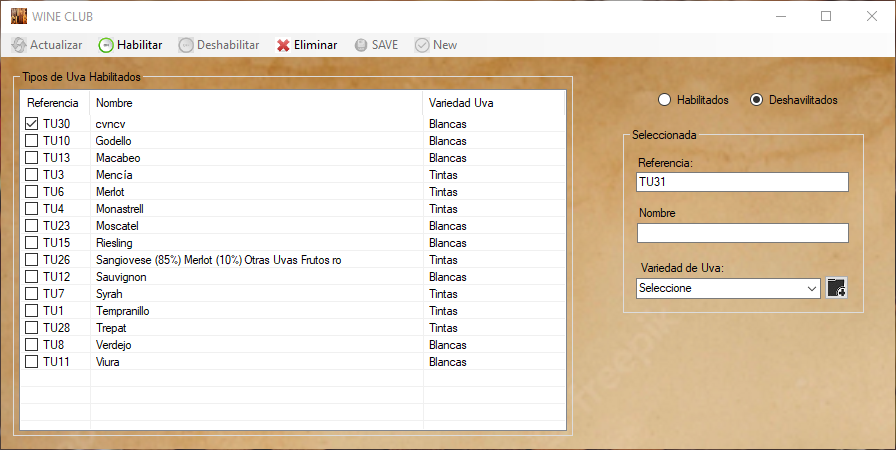 WINE CLUB
Actualizar Habilitar Deshabilitar Eliminar SAVE New
Tipos de Uva Habilitados
Referencia Nombre Variedad Uva
TU30 cvncv Blancas
TU10 Godello Blancas
TU13 Macabeo Blancas
TU3 Mencía Tintas
TU6 Merlot Tintas
TU4 Monastrell Tintas
TU23 Moscatel Blancas
TU15 Riesling Blancas
TU26 Sangiovese (85%) Merlot (10%) Otras Uvas Frutos ro Tintas
TU12 Sauvignon Blancas
TU7 Syrah Tintas
TU1 Tempranillo Tintas
TU28 Trepat Tintas
TU8 Verdejo Blancas
TU11 Viura Blancas
Habilitados Deshavilitados
Seleccionada
Referencia:
TU31
Nombre
Variedad de Uva:
Seleccione
freepik